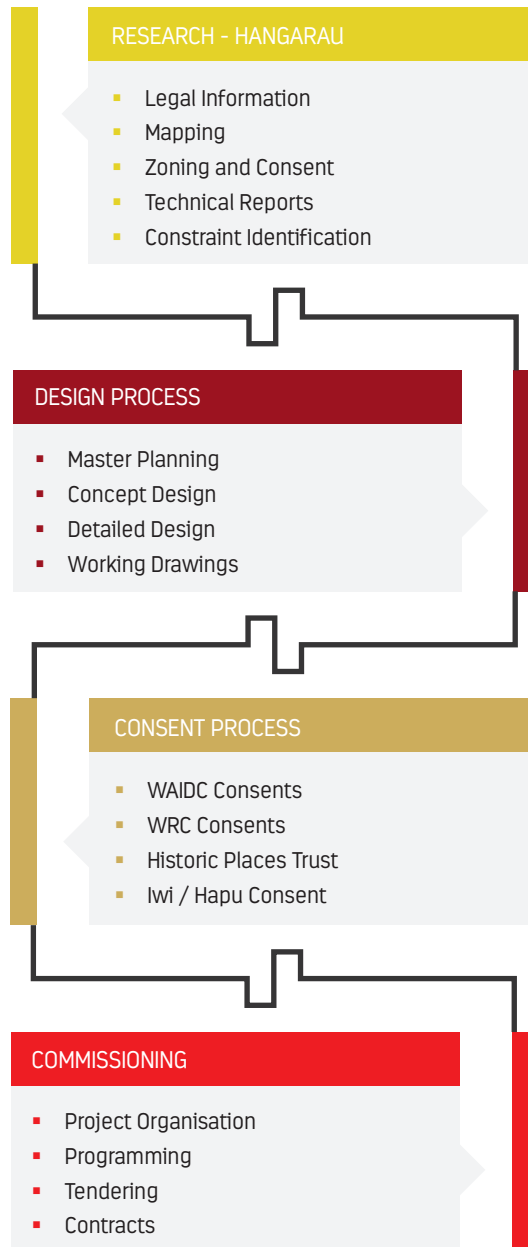 RESEARCH - HANGARAU
▪ Legal Information
▪ Mapping
▪ Zoning and Consent
▪ Technical Reports
▪ Constraint Identification
DESIGN PROCESS
▪ Master Planning
▪ Concept Design
▪ Detailed Design
▪ Working Drawings
CONSENT PROCESS
▪ WAIDC Consents
▪ WRC Consents
▪ Historic Places Trust
▪ Iwi / Hapu Consent
COMMISSIONING
▪ Project Organisation
▪ Programming
▪ Tendering
▪ Contracts